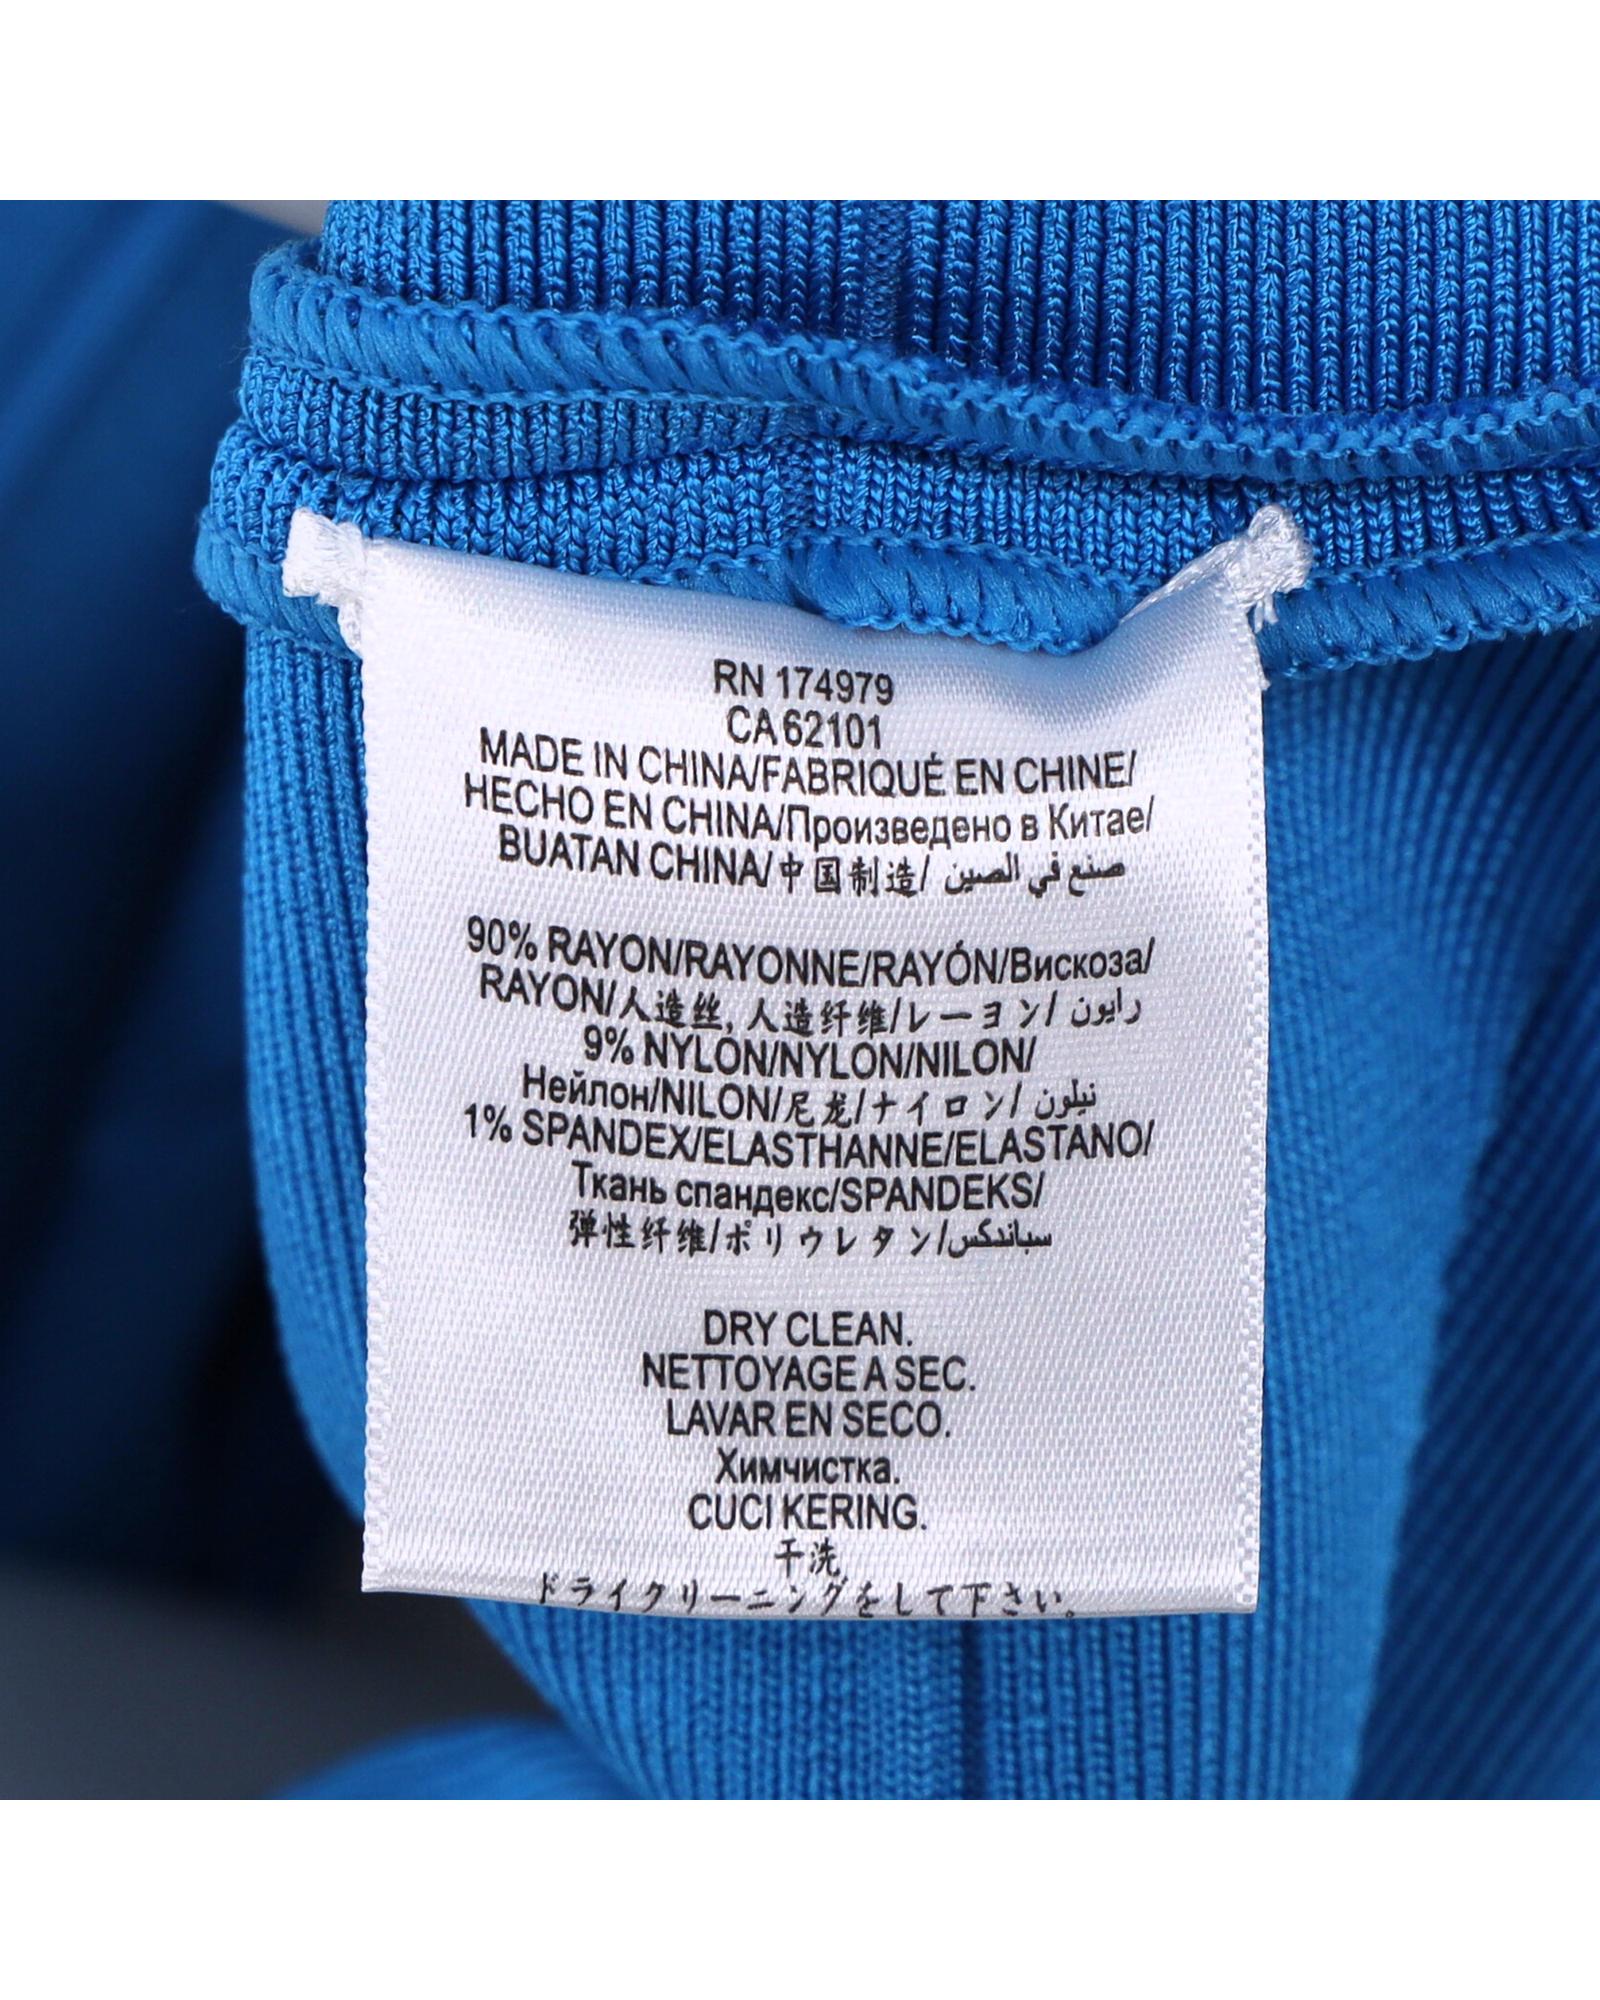 RN 174979
CA 62101
MADE IN CHINA/FABRIQUÉ EN CHINE/
HECHO EN CHINA/Произведено в Китае/
BUATAN CHINA/中国制造/ صنع في الصين
90% RAYON/RAYONNE/RAYÓN/Вискоза/
RAYON/人造丝, 人造纤维/レーヨン/ رايون
9% NYLON/NYLON/NILON/
Нейлон/NILON/尼龙/ナイロン/ نيلون
1% SPANDEX/ELASTHANNE/ELASTANO/
Ткань спандекс/SPANDEKS/
弹性纤维/ポリウレタン/سباندكس
DRY CLEAN.
NETTOYAGE A SEC.
LAVAR EN SECO.
Химчистка.
CUCI KERING.
干洗
ドライクリーニングをして下さい。